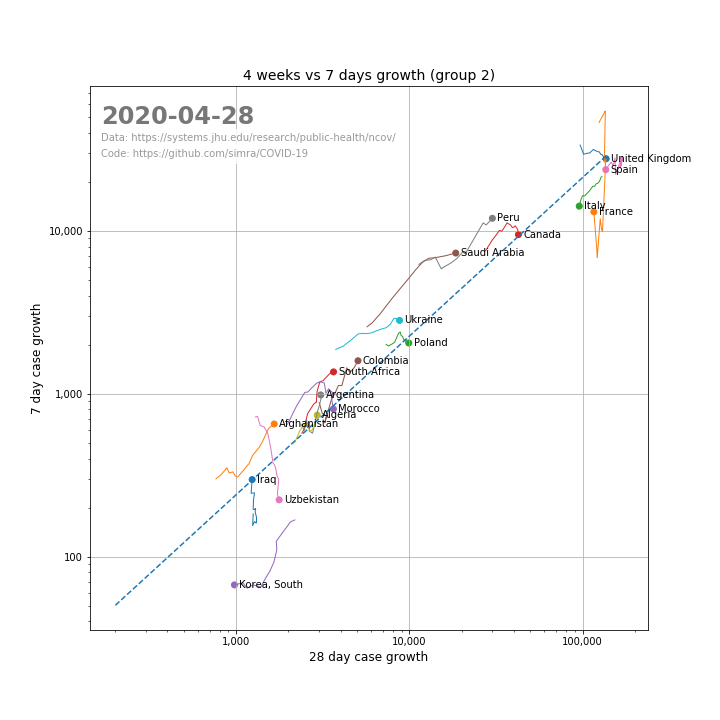 4 weeks vs 7 days growth (group 2)
2020-04-28
Data: https://systems.jhu.edu/research/public-health/ncov/
Code: https://github.com/simra/COVID-19
United Kingdom
Spain
Italy
France
Peru
Canada
10,000
Saudi Arabia
Ukraine
Poland
Colombia
South Africa
1,000
Argentina
Morocco
Algeria
Afghanistan
Iraq
Uzbekistan
100
Korea, South
7 day case growth
1,000
10,000
100,000
28 day case growth